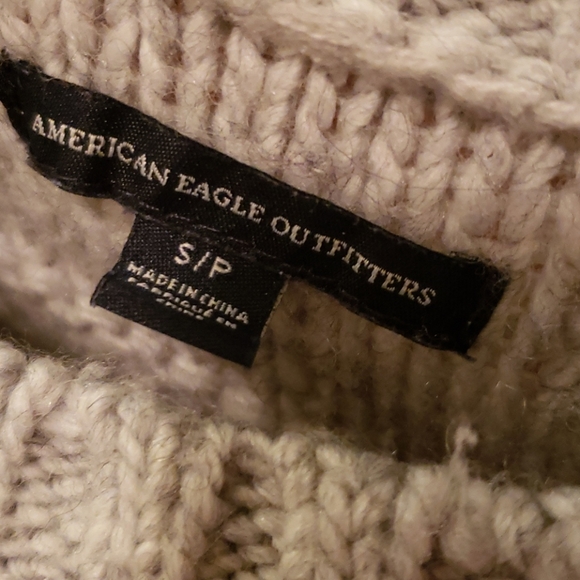 AMERICAN EAGLE OUTFITTERS
S/P
MADE IN CHINA